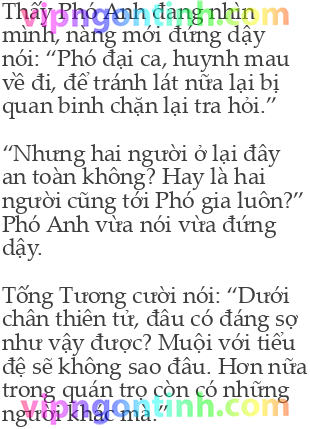 Thấy Phó Anh đang nhìn
mình, nàng mới đứng dậy
nói: “Phó đại ca, huynh mau
về đi, để tránh lát nữa lại bị
quan binh chặn lại tra hỏi.”
“Nhưng hai người ở lại đây
an toàn không? Hay là hai
người cũng tới Phó gia luôn?”
Phó Anh vừa nói vừa đứng
dậy.
Tống Tương cười nói: “Dưới
chân thiên tử, đâu có đáng sợ
như vậy được? Muội với tiểu
đệ sẽ không sao đâu. Hơn nữa
trong quán trọ còn có những
người khác mà.”
vipngontinh.com
vipngontinh.com